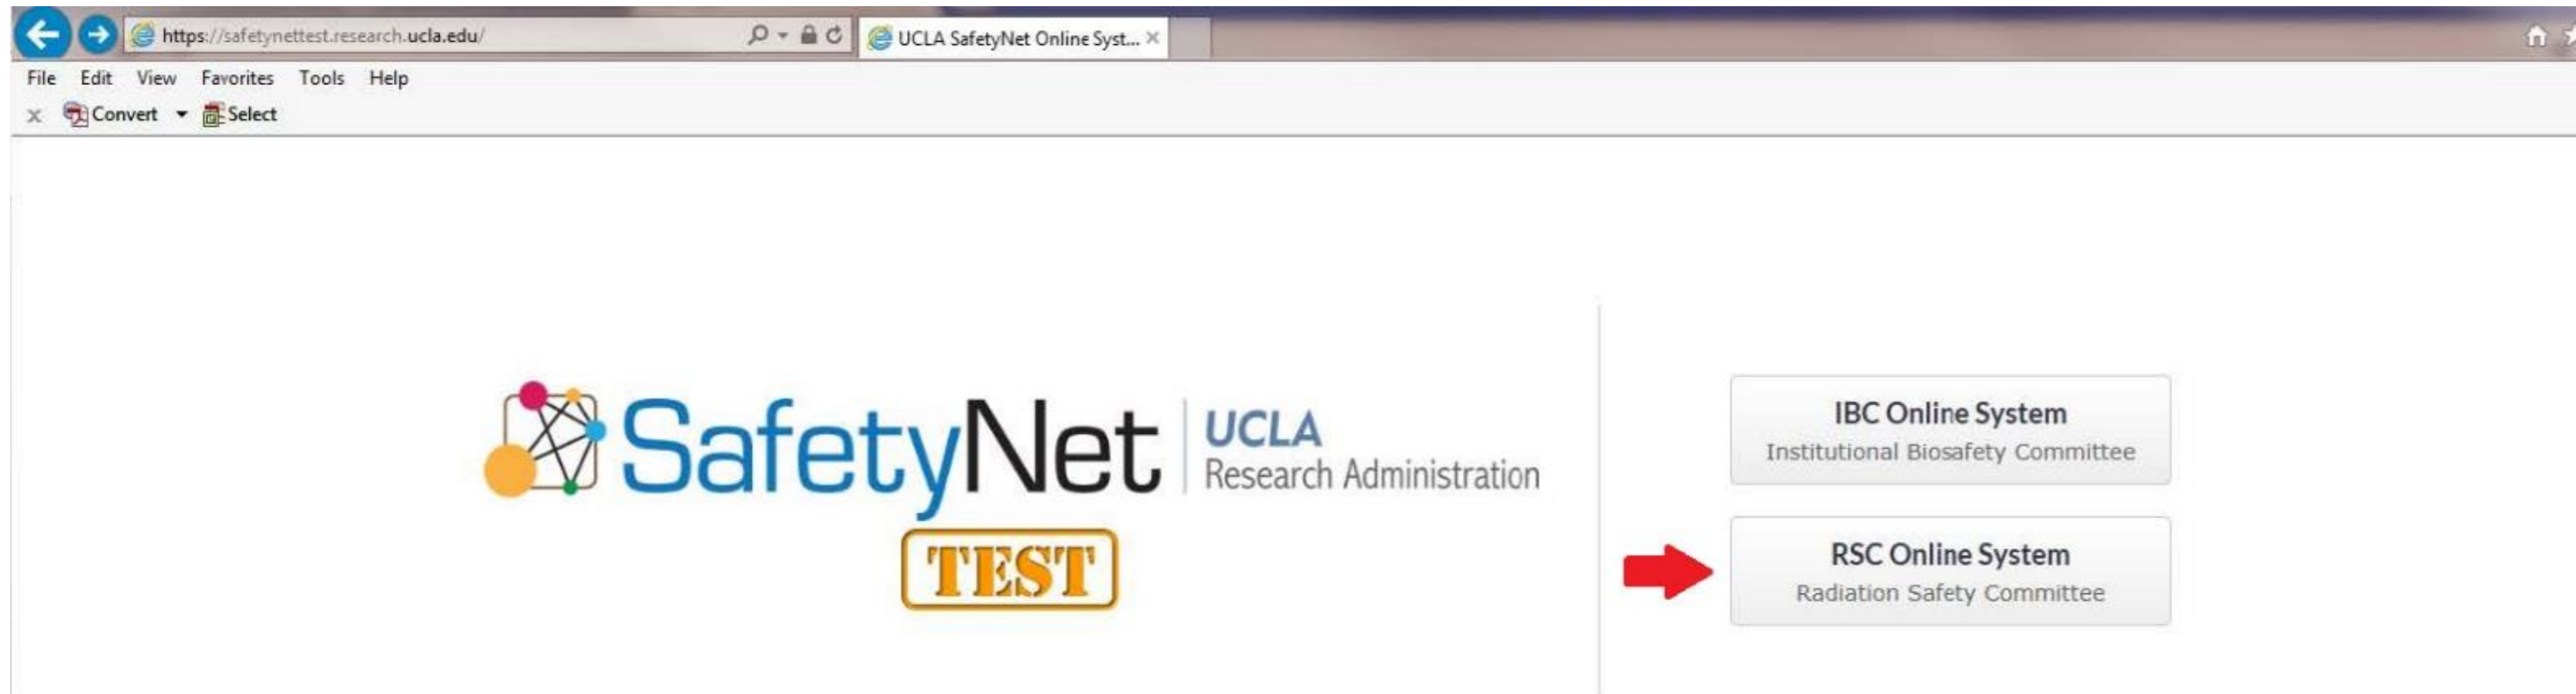 https://safetynettest.research.ucla.edu/
UCLA SafetyNet Online Syst...
File Edit View Favorites Tools Help
Convert Select
SafetyNet
UCLA
Research Administration
TEST
IBC Online System
Institutional Biosafety Committee
RSC Online System
Radiation Safety Committee